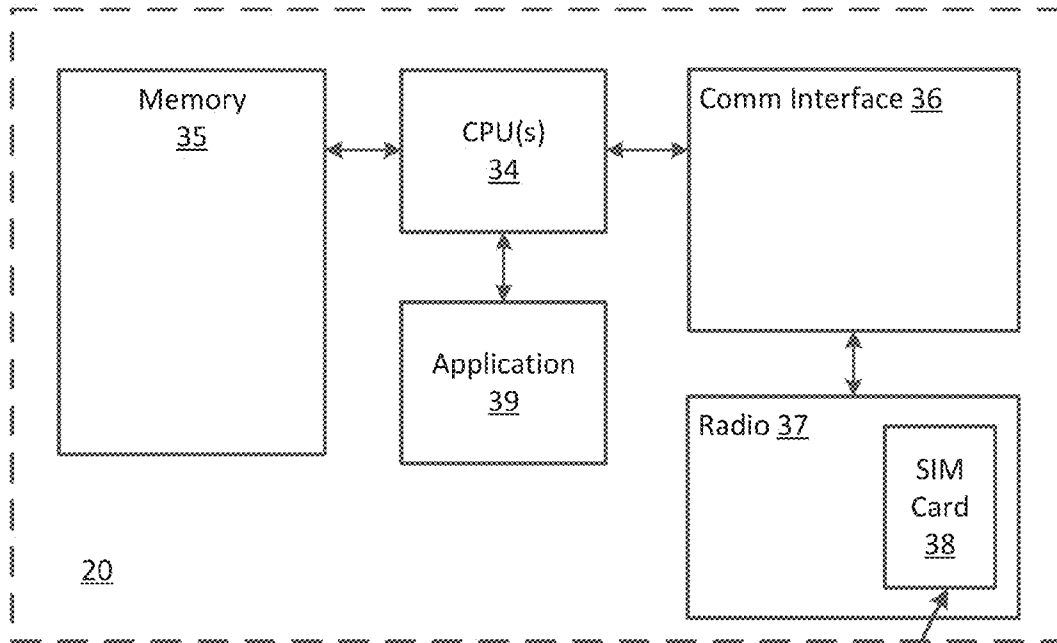 Memory
35
CPU(s)
34
Comm Interface 36
Application
39
Radio 37
SIM
Card
38
20